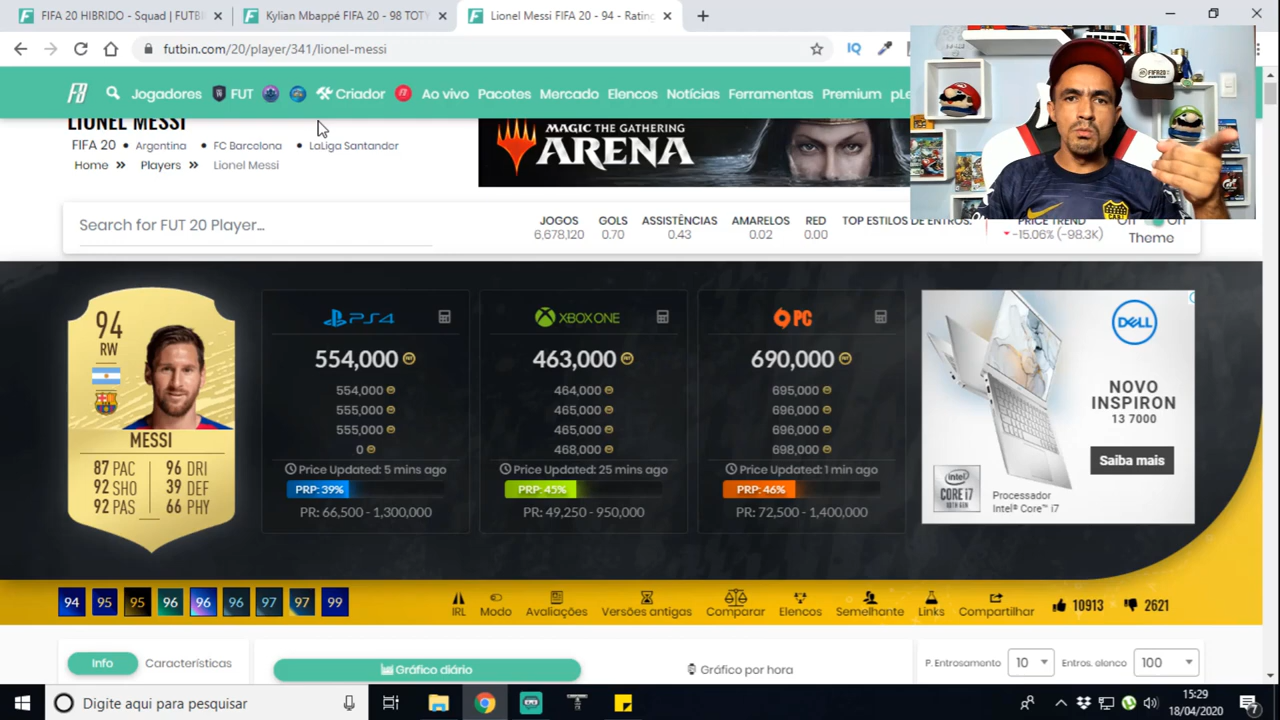 FIFA 20 HIBRIDO - Squad | FUTBI
Kylian Mbappé FIFA 20 - 98 TOTY
Lionel Messi FIFA 20 - 94 - Rating
futbin.com/20/player/341/lionel-messi
IQ
Jogadores FUT Criador Ao vivo Pacotes Mercado Elencos Notícias Ferramentas Premium
LIONEL MESSI
FIFA 20 • Argentina • FC Barcelona • LaLiga Santander
Home » Players » Lionel Messi
MAGIC THE GATHERING
ARENA
Search for FUT 20 Player...
JOGOS GOLS ASSISTÊNCIAS AMARELOS RED TOP ESTILOS DE ENTROS. PRICE TREND
6,678,120 0.70 0.43 0.02 0.00 -15.06% (-98.3K)
Off On
Theme
94
RW
MESSI
87 PAC 96 DRI
92 SHO 39 DEF
92 PAS 66 PHY
PS4
554,000
554,000
555,000
555,000
0
Price Updated: 5 mins ago
PRP: 39%
PR: 66,500 - 1,300,000
XBOX ONE
463,000
464,000
465,000
465,000
468,000
Price Updated: 25 mins ago
PRP: 45%
PR: 49,250 - 950,000
PC
690,000
695,000
696,000
696,000
698,000
Price Updated: 1 min ago
PRP: 46%
PR: 72,500 - 1,400,000
DELL
NOVO
INSPIRON
13 7000
Saiba mais
intel
CORE i7
Processador
Intel® Core™ i7
94 95 95 96 96 96 97 97 99
IRL Modo Avaliações Versões antigas Comparar Elencos Semelhante Links Compartilhar 10913 2621
Info Características
Gráfico diário Gráfico por hora
P. Entrosamento 10 Entros. elenco 100
Digite aqui para pesquisar
15:29
18/04/2020
7